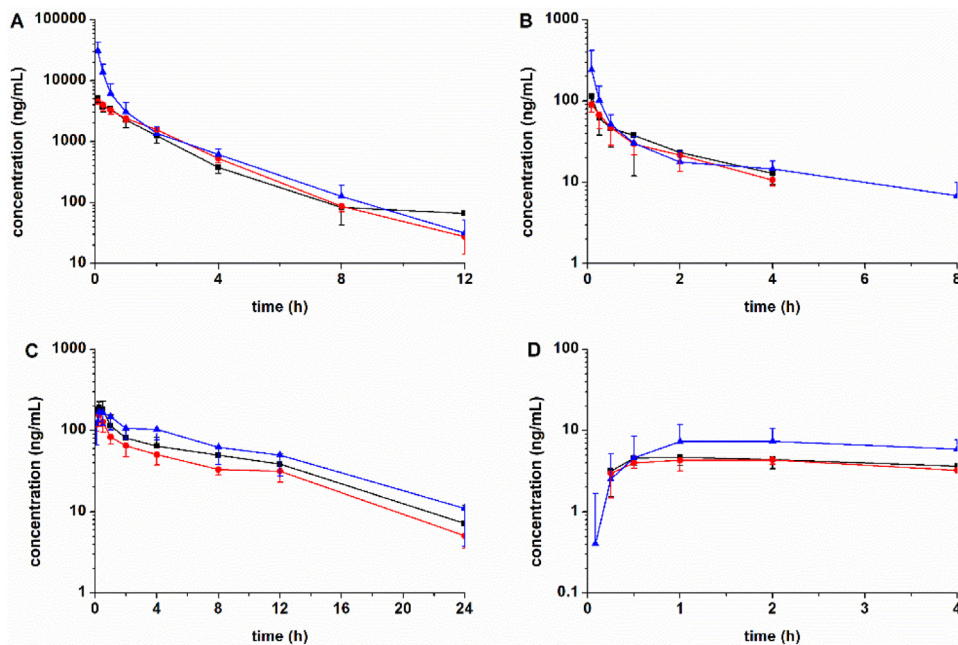 A
100000
10000
1000
100
10
concentration (ng/mL)
0 4 8 12
time (h)
B
1000
100
10
1
concentration (ng/mL)
0 2 4 6 8
time (h)
C
1000
100
10
1
concentration (ng/mL)
0 4 8 12 16 20 24
time (h)
D
100
10
1
0.1
concentration (ng/mL)
0 1 2 3 4
time (h)